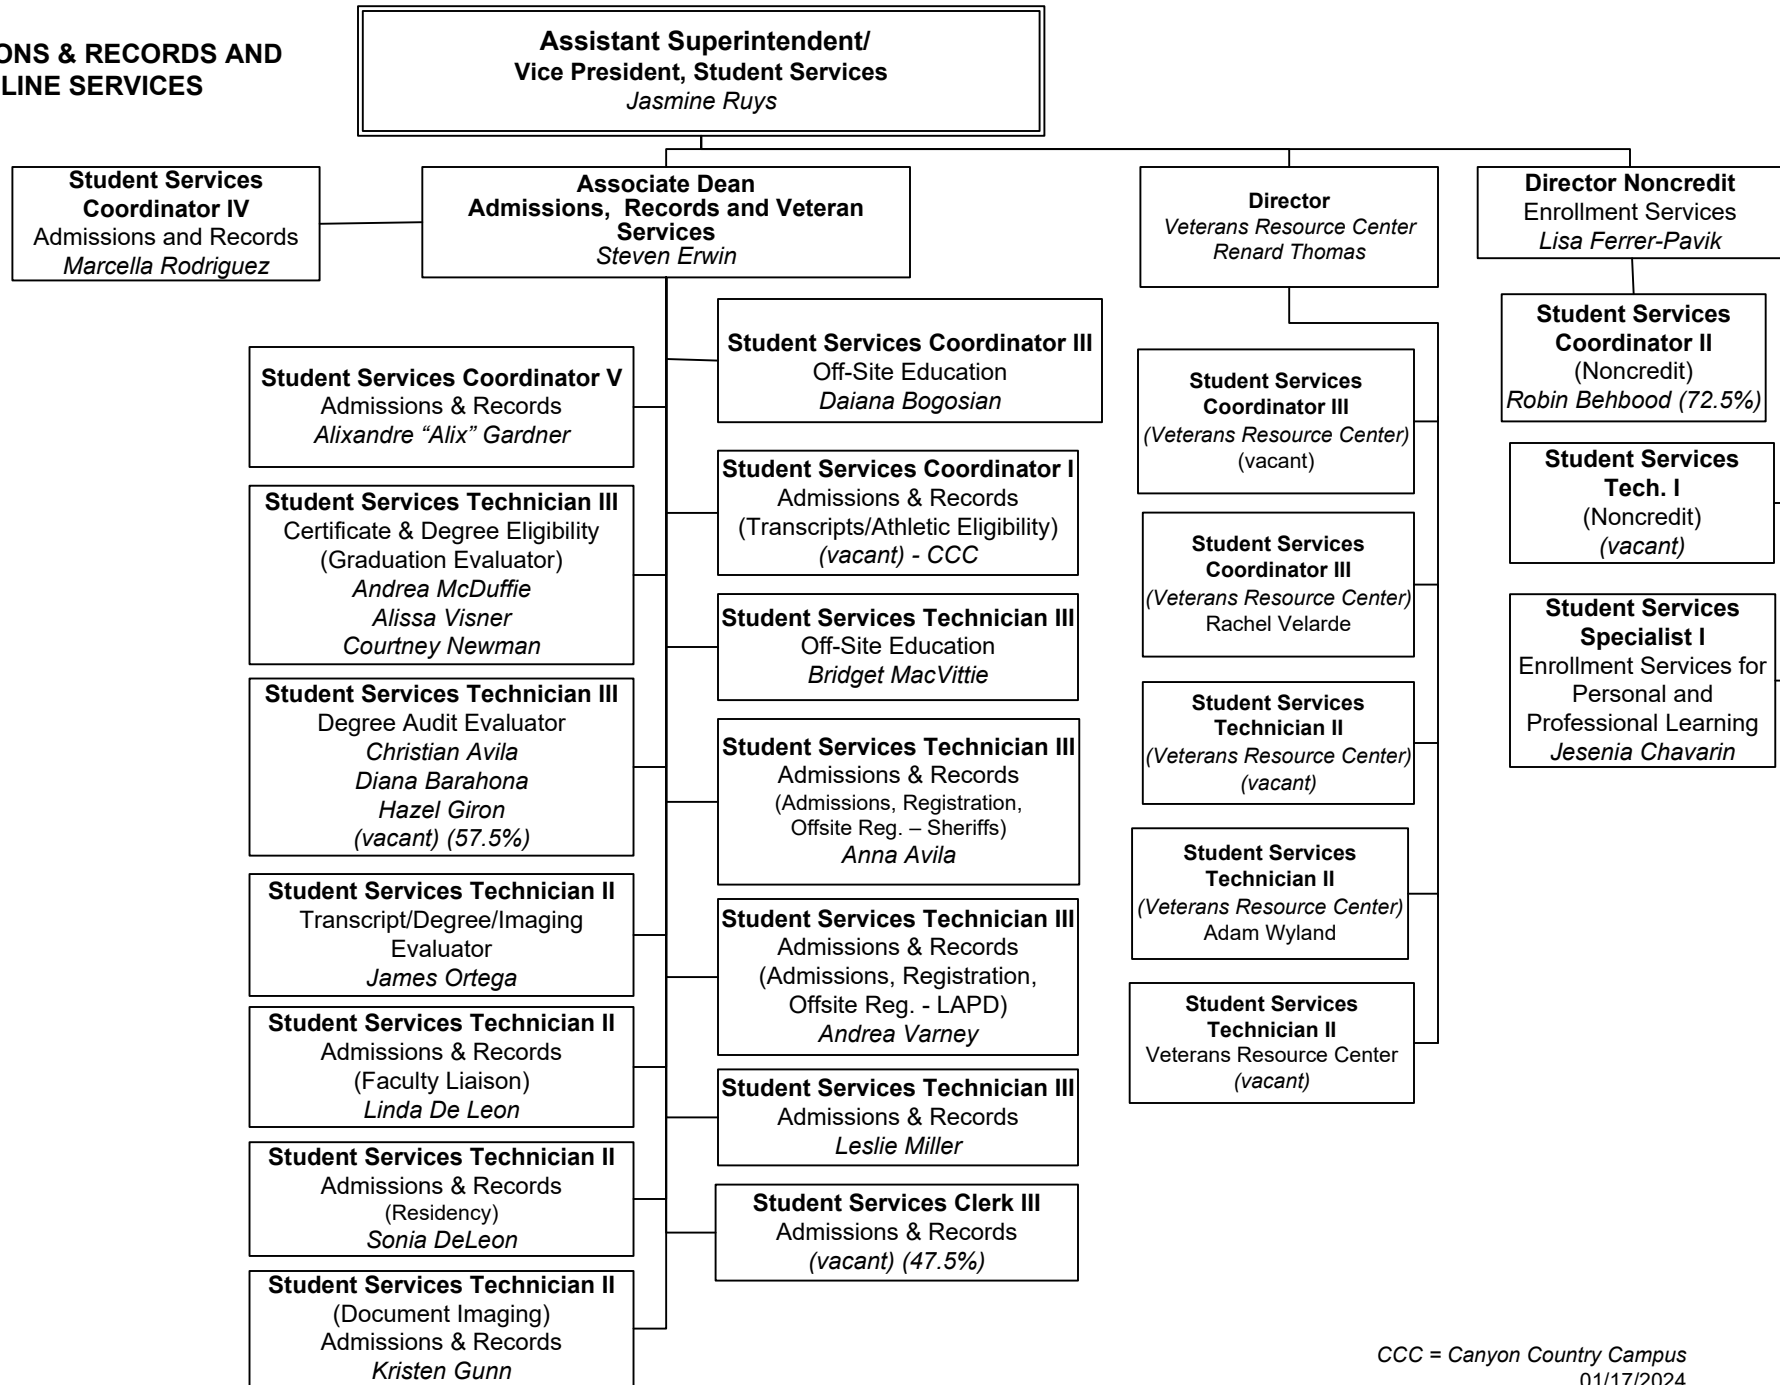 ONS & RECORDS AND
LINE SERVICES
Assistant Superintendent/
Vice President, Student Services
Jasmine Ruys
Student Services
Coordinator IV
Admissions and Records
Marcella Rodriguez
Associate Dean
Admissions, Records and Veteran
Services
Steven Erwin
Director
Veterans Resource Center
Renard Thomas
Director Noncredit
Enrollment Services
Lisa Ferrer-Pavik
Student Services Coordinator V
Admissions & Records
Alixandre “Alix” Gardner
Student Services Technician III
Certificate & Degree Eligibility
(Graduation Evaluator)
Andrea McDuffie
Alissa Visner
Courtney Newman
Student Services Technician III
Degree Audit Evaluator
Christian Avila
Diana Barahona
Hazel Giron
(vacant) (57.5%)
Student Services Technician II
Transcript/Degree/Imaging
Evaluator
James Ortega
Student Services Technician II
Admissions & Records
(Faculty Liaison)
Linda De Leon
Student Services Technician II
Admissions & Records
(Residency)
Sonia DeLeon
Student Services Technician II
(Document Imaging)
Admissions & Records
Kristen Gunn
Student Services Coordinator III
Off-Site Education
Daiana Bogosian
Student Services Coordinator I
Admissions & Records
(Transcripts/Athletic Eligibility)
(vacant) - CCC
Student Services Technician III
Off-Site Education
Bridget MacVittie
Student Services Technician III
Admissions & Records
(Admissions, Registration,
Offsite Reg. – Sheriffs)
Anna Avila
Student Services Technician III
Admissions & Records
(Admissions, Registration,
Offsite Reg. - LAPD)
Andrea Varney
Student Services Technician III
Admissions & Records
Leslie Miller
Student Services Clerk III
Admissions & Records
(vacant) (47.5%)
Student Services
Coordinator III
(Veterans Resource Center)
(vacant)
Student Services
Coordinator III
(Veterans Resource Center)
Rachel Velarde
Student Services
Technician II
(Veterans Resource Center)
(vacant)
Student Services
Technician II
(Veterans Resource Center)
Adam Wyland
Student Services
Technician II
Veterans Resource Center
(vacant)
Student Services
Coordinator II
(Noncredit)
Robin Behbood (72.5%)
Student Services
Tech. I
(Noncredit)
(vacant)
Student Services
Specialist I
Enrollment Services for
Personal and
Professional Learning
Jesenia Chavarin
CCC = Canyon Country Campus
01/17/2024